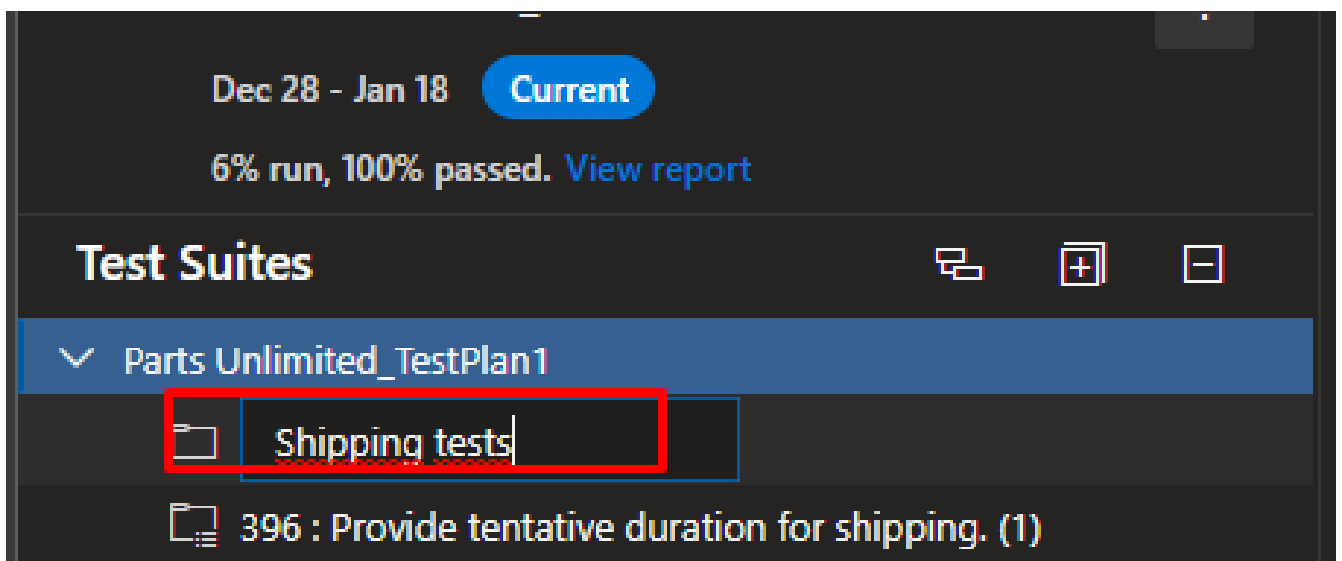 Dec 28 - Jan 18 Current
6% run, 100% passed. View report
Test Suites
Parts Unlimited_TestPlan1
Shipping tests
396 : Provide tentative duration for shipping. (1)